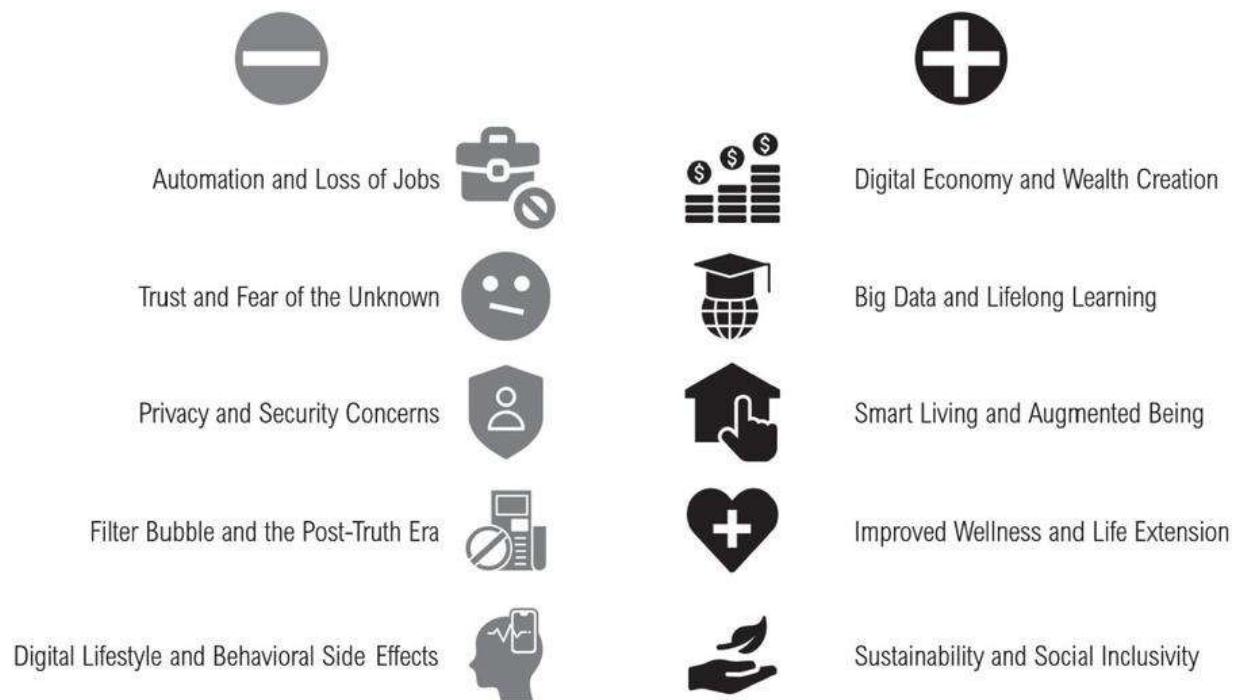 Automation and Loss of Jobs
Digital Economy and Wealth Creation
Trust and Fear of the Unknown
Big Data and Lifelong Learning
Privacy and Security Concerns
Smart Living and Augmented Being
Filter Bubble and the Post-Truth Era
Improved Wellness and Life Extension
Digital Lifestyle and Behavioral Side Effects
Sustainability and Social Inclusivity